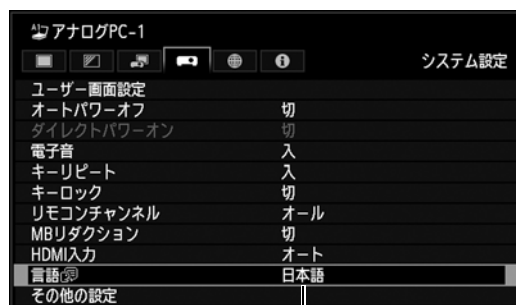 アナログPC-1
システム設定
ユーザー画面設定
オートパワーオフ 切
ダイレクトパワーオン 切
電子音 入
キーリピート 入
キーロック 切
リモコンチャンネル オール
MBリダクション 切
HDMI入力 オート
言語 日本語
その他の設定